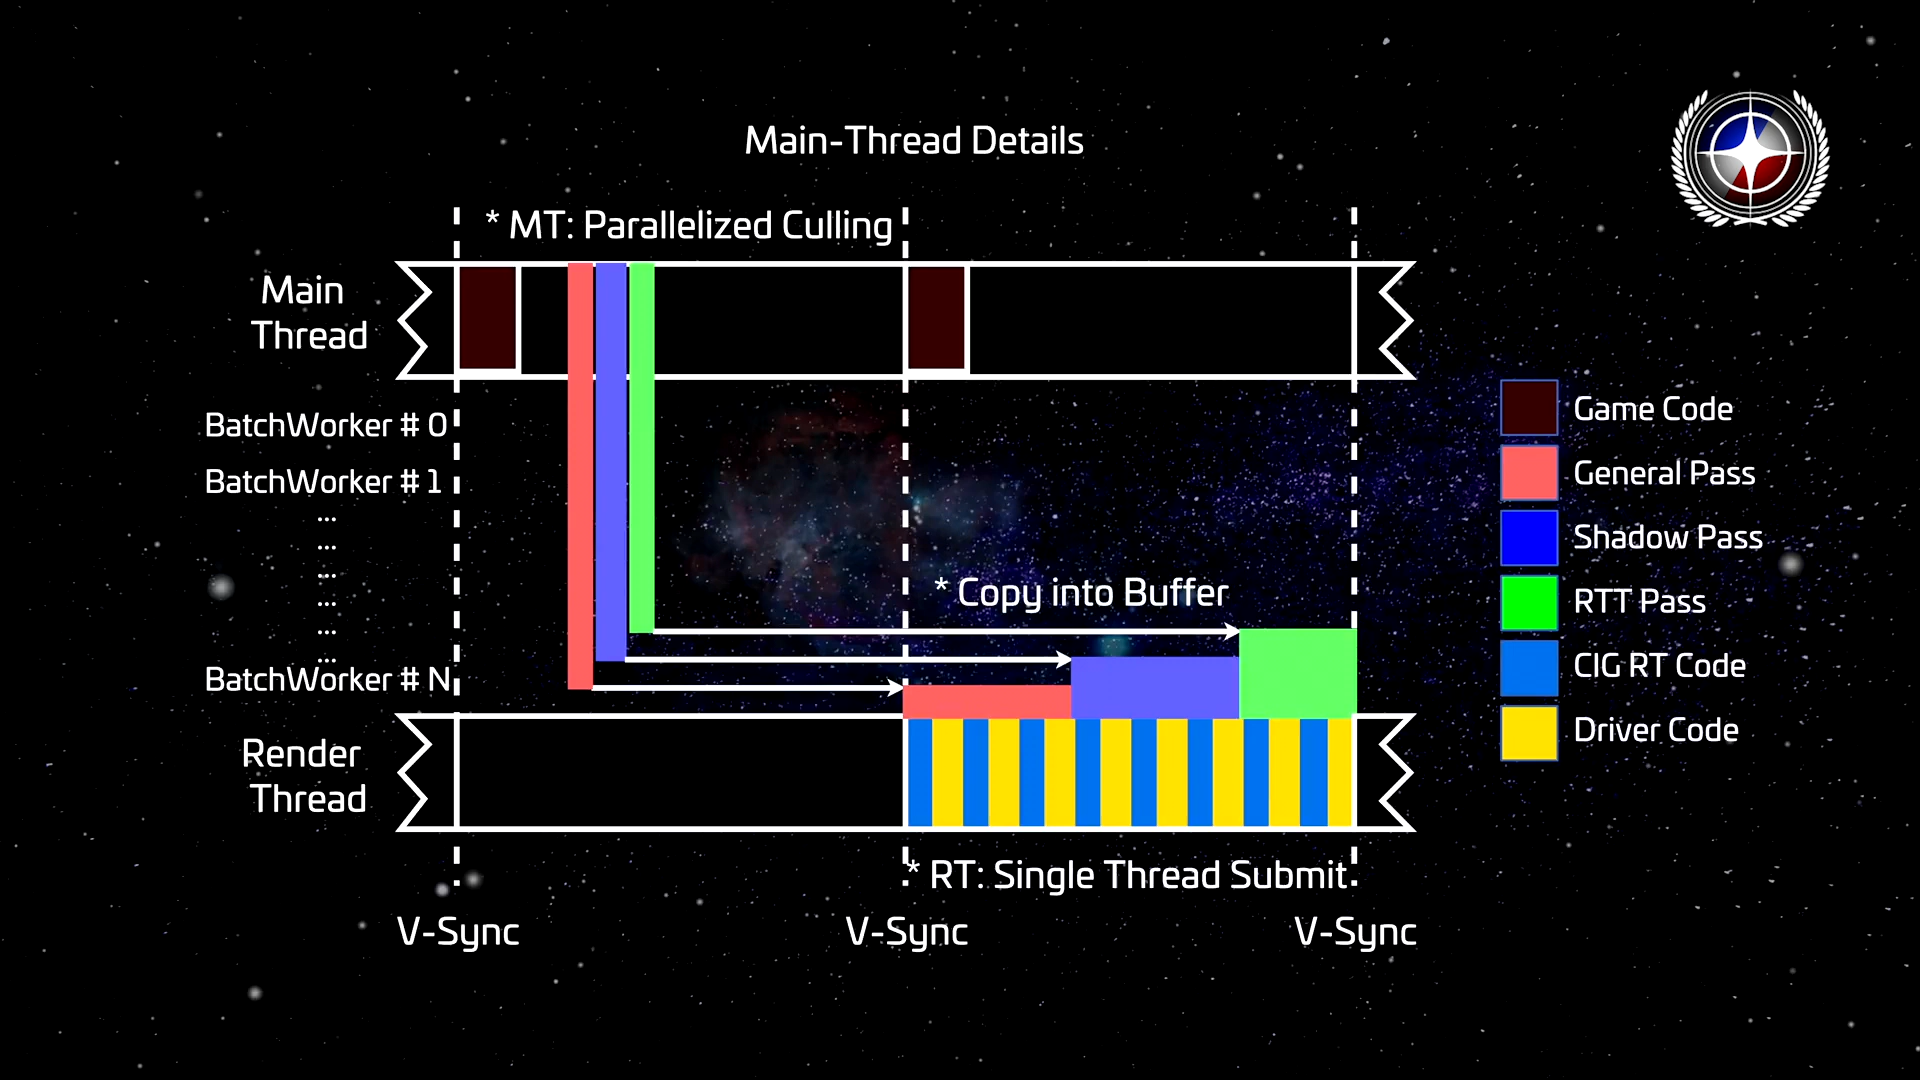 Main-Thread Details
* MT: Parallelized Culling
Main
Thread
BatchWorker # 0
BatchWorker # 1
...
...
...
...
...
...
BatchWorker # N
* Copy into Buffer
Render
Thread
* RT: Single Thread Submit
V-Sync
V-Sync
V-Sync
Game Code
General Pass
Shadow Pass
RTT Pass
CIG RT Code
Driver Code